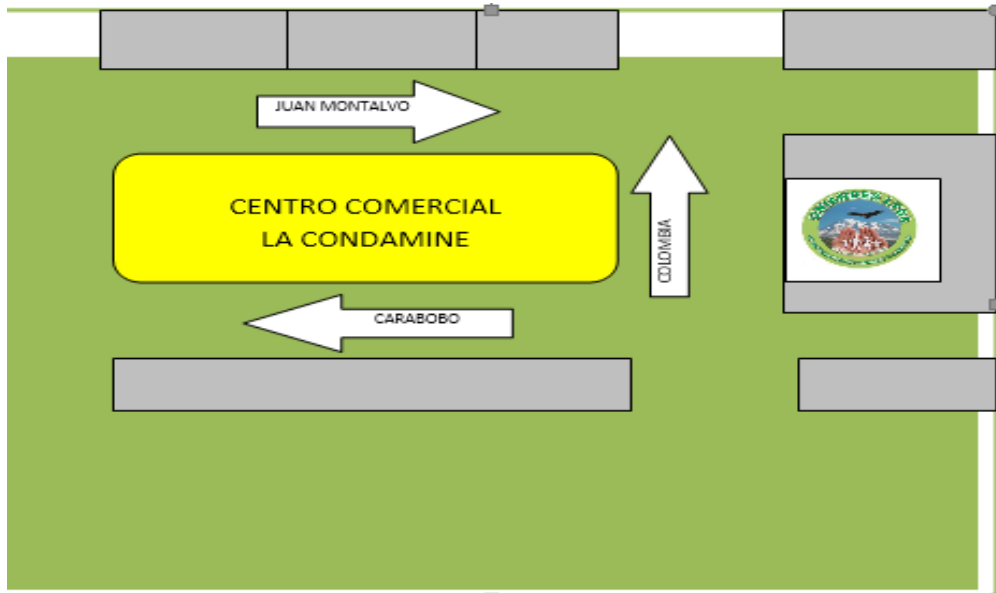 JUAN MONTALVO
CENTRO COMERCIAL
LA CONDAMINE
COLOMBIA
CARABOBO